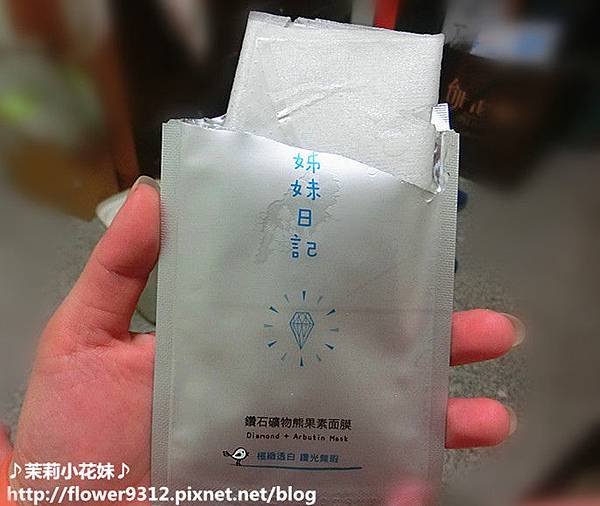 姊妹日記
鑽石礦物熊果素面膜
Diamond + Arbutin Mask
極緻透白 鑽光無瑕
♪茉莉小花妹♪
http://flower9312.pixnet.net/blog